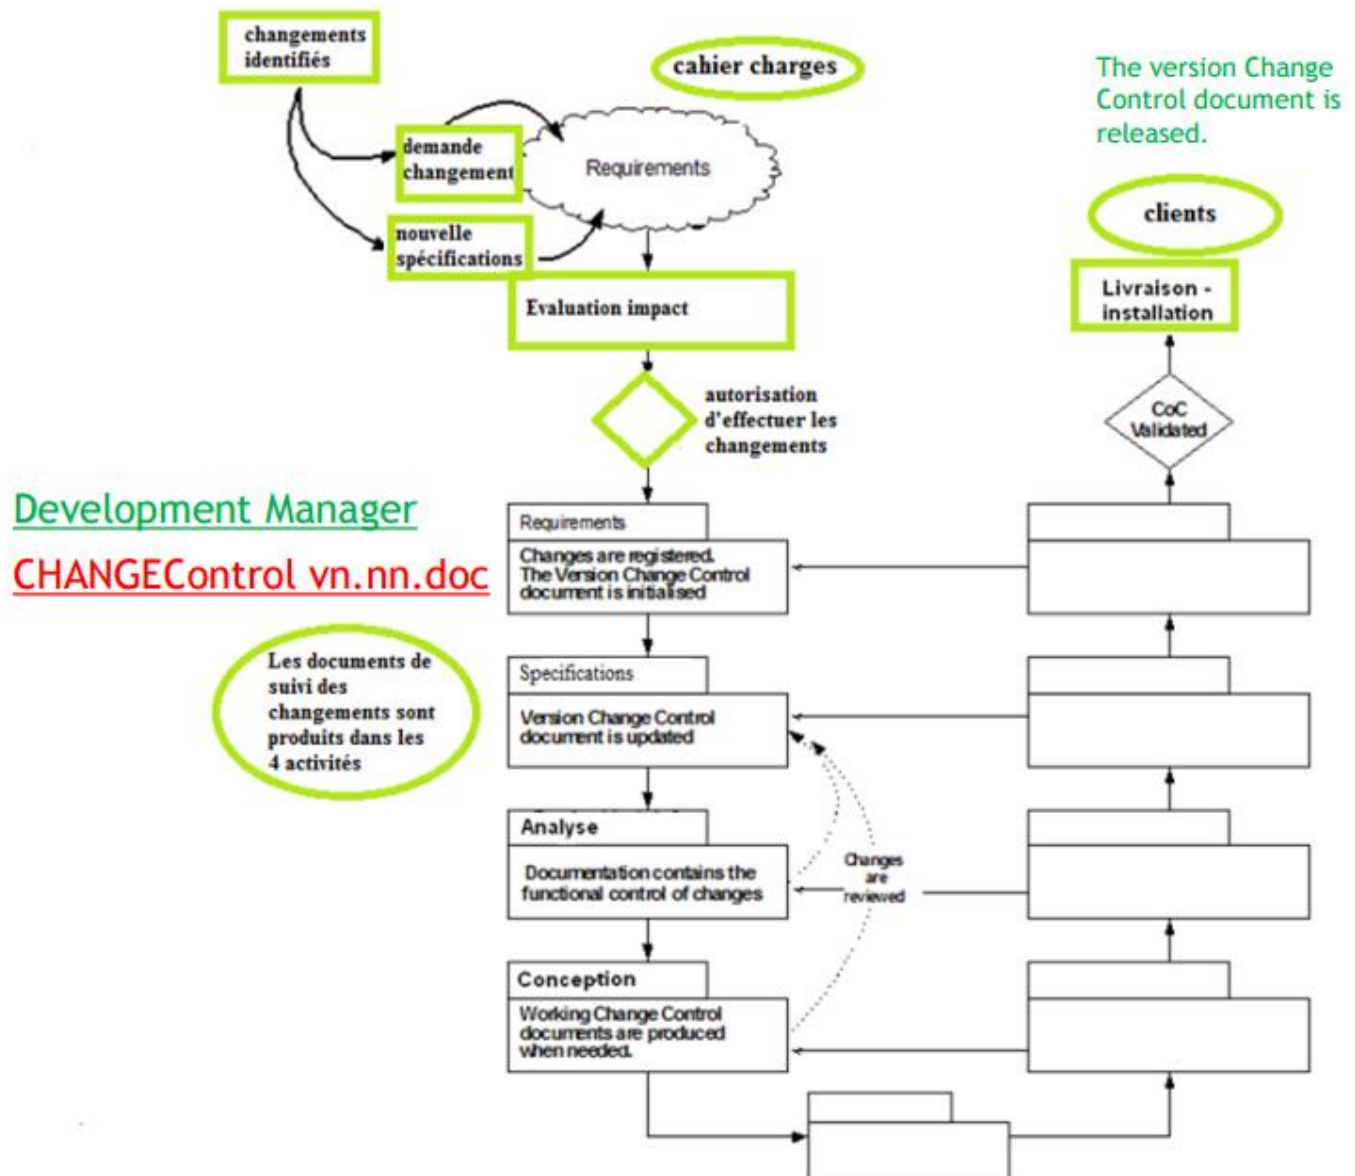 changements
identifiés
cahier charges
The version Change
Control document is
released.
demande
changement
Requirements
nouvelle
spécifications
clients
Evaluation impact
Livraison -
installation
autorisation
d'effectuer les
changements
CoC
Validated
Development Manager
CHANGEControl vn.nn.doc
Requirements
Changes are registered.
The Version Change Control
document is initialised
Les documents de
suivi des
changements sont
produits dans les
4 activités
Specifications
Version Change Control
document is updated
Analyse
Documentation contains the
functional control of changes
Changes
are
reviewed
Conception
Working Change Control
documents are produced
when needed.